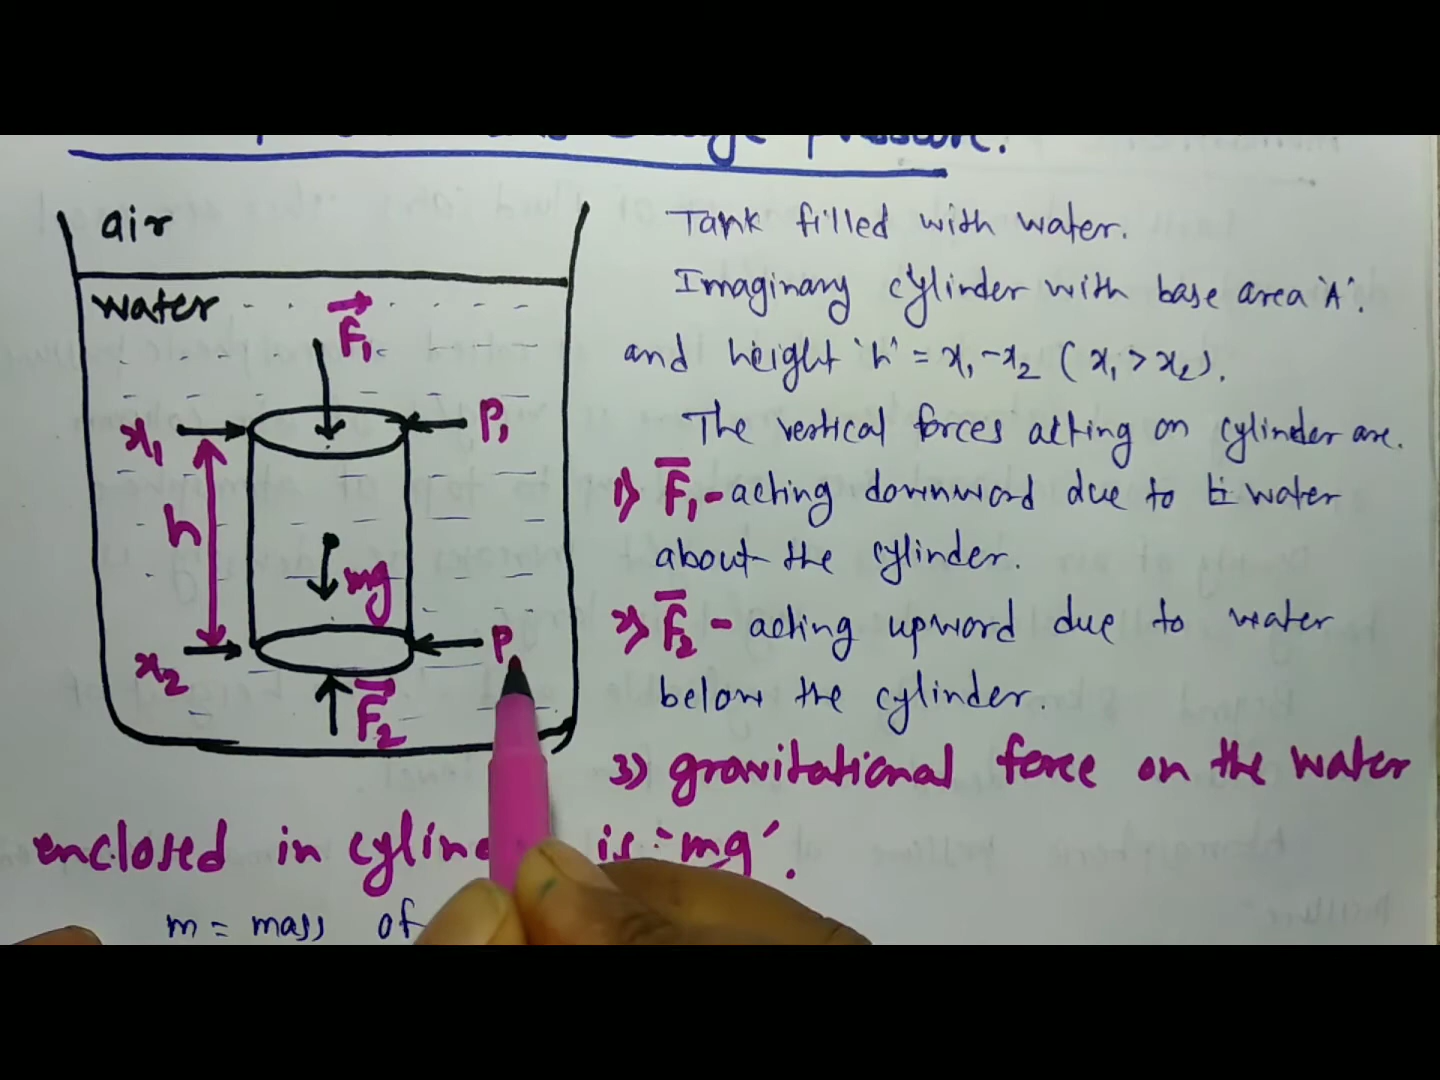 pressure.
air
Tank filled with water.
Imaginary cylinder with base area 'A'.
water
F₁
and height 'h' = x₁-x₂ (x₁ > x₂).
x₁
P₁
The vertical forces acting on cylinder are.
1) F₁ - acting downword due to water
h
about the cylinder.
mg
2) F₂ - acting upword due to water
x₂
P
F₂
below the cylinder.
3) gravitational force on the water
enclosed in is 'mg'.
m = mass of